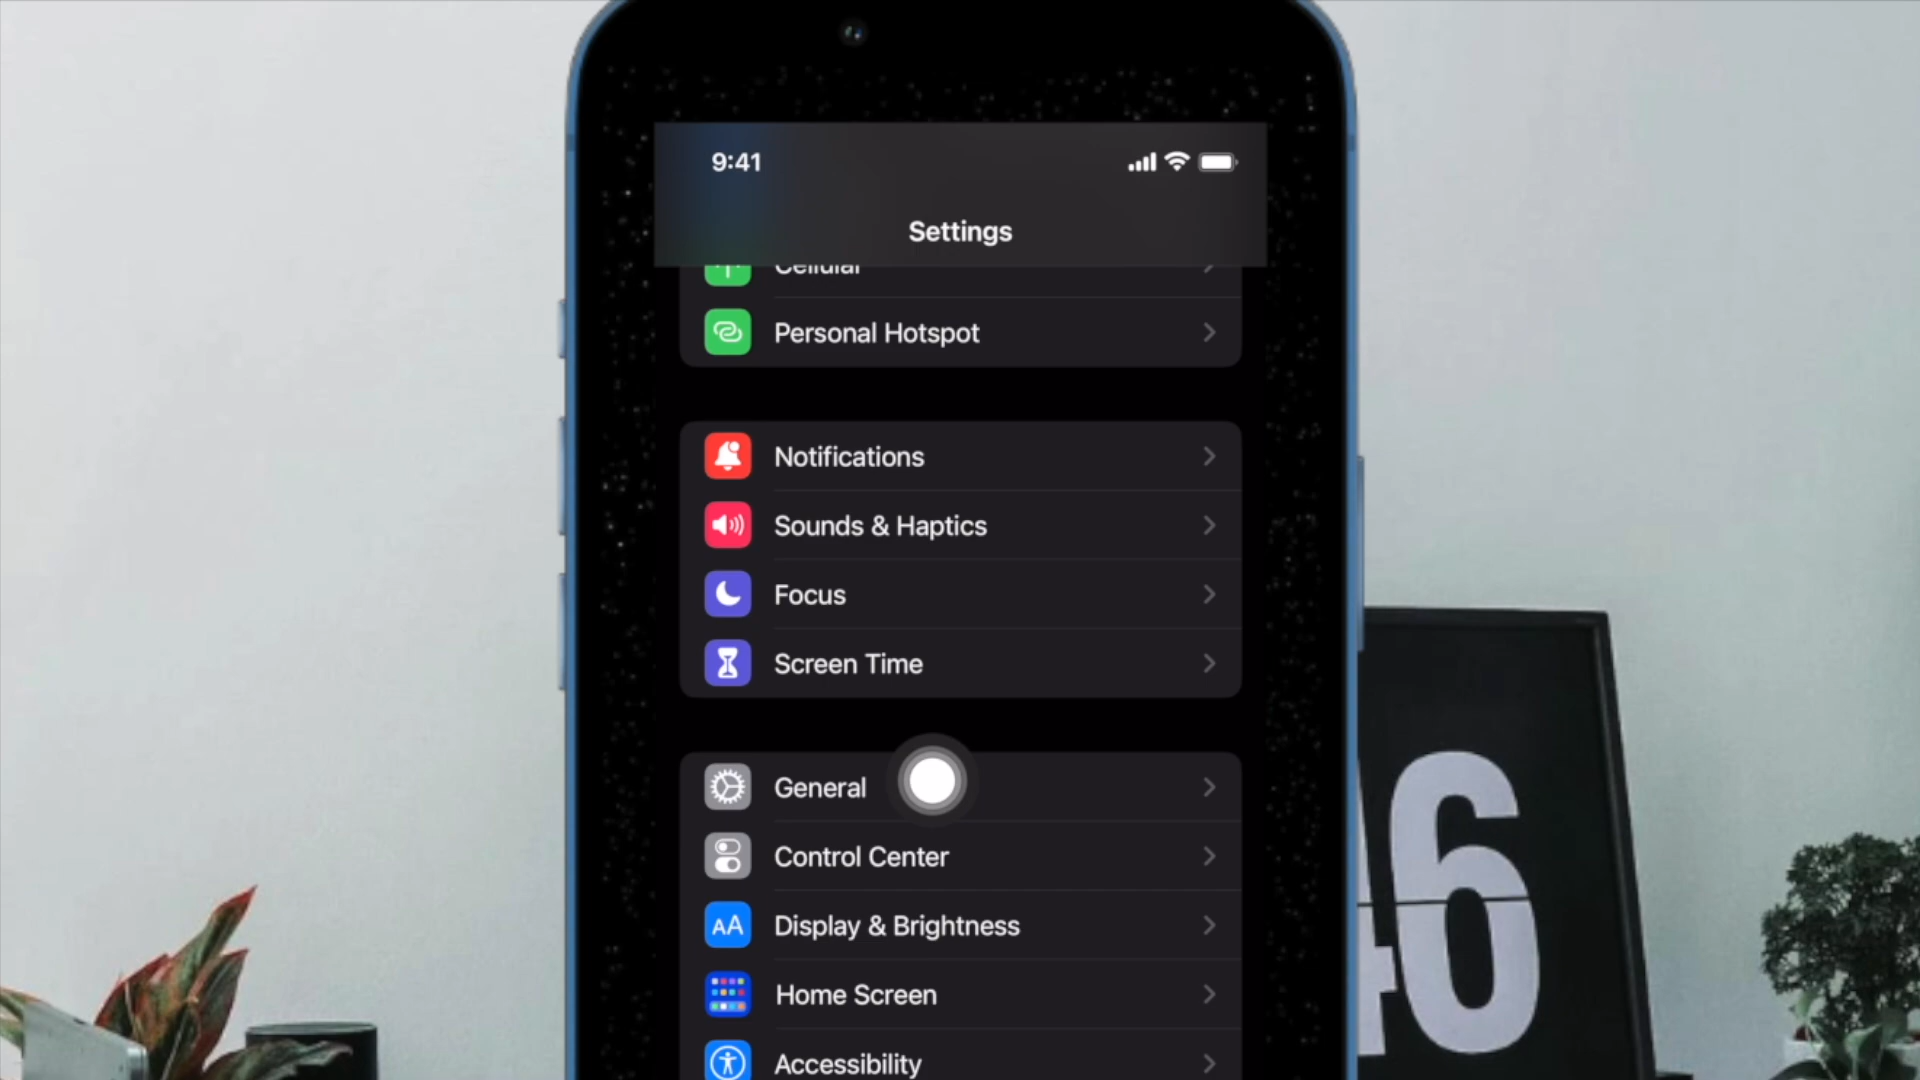 9:41
Settings
Cellular
Personal Hotspot
Notifications
Sounds & Haptics
Focus
Screen Time
General
Control Center
AA Display & Brightness
Home Screen
Accessibility
46